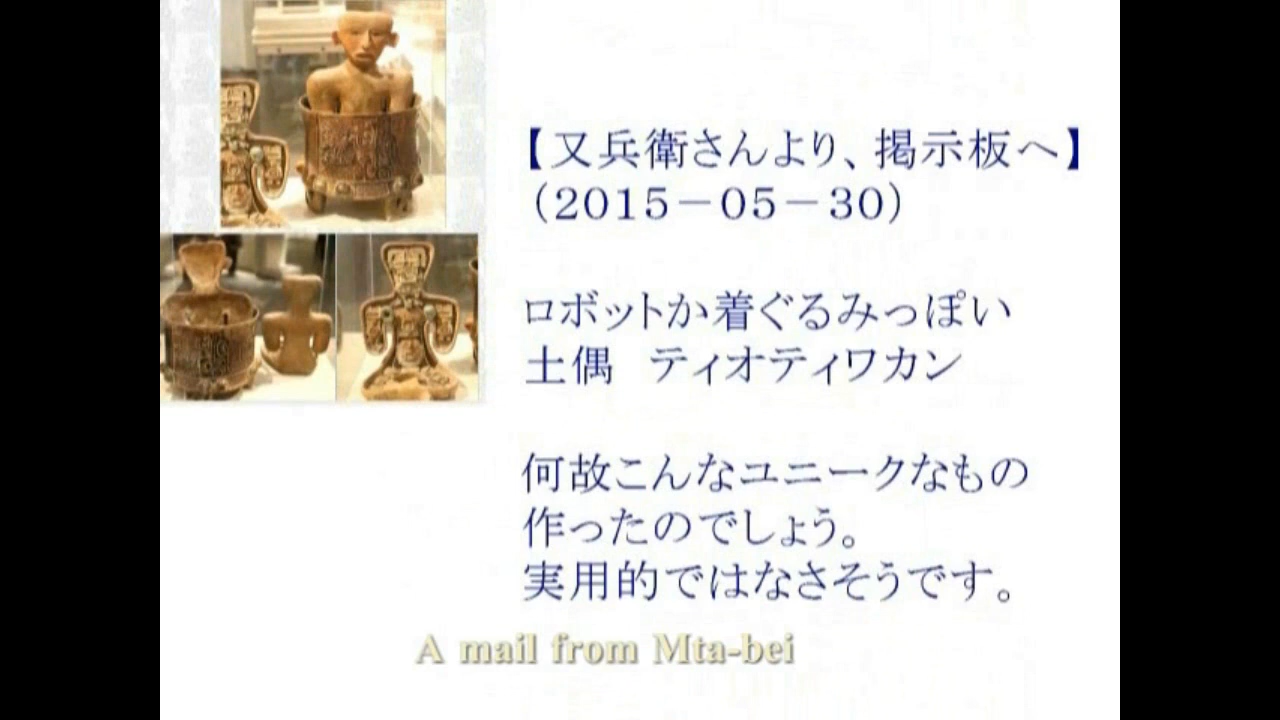 【又兵衛さんより、掲示板へ】
（２０１５－０５－３０）
ロボットか着ぐるみっぽい
土偶　ティオティワカン
何故こんなユニークなもの
作ったのでしょう。
実用的ではなさそうです。
A mail from Mta-bei